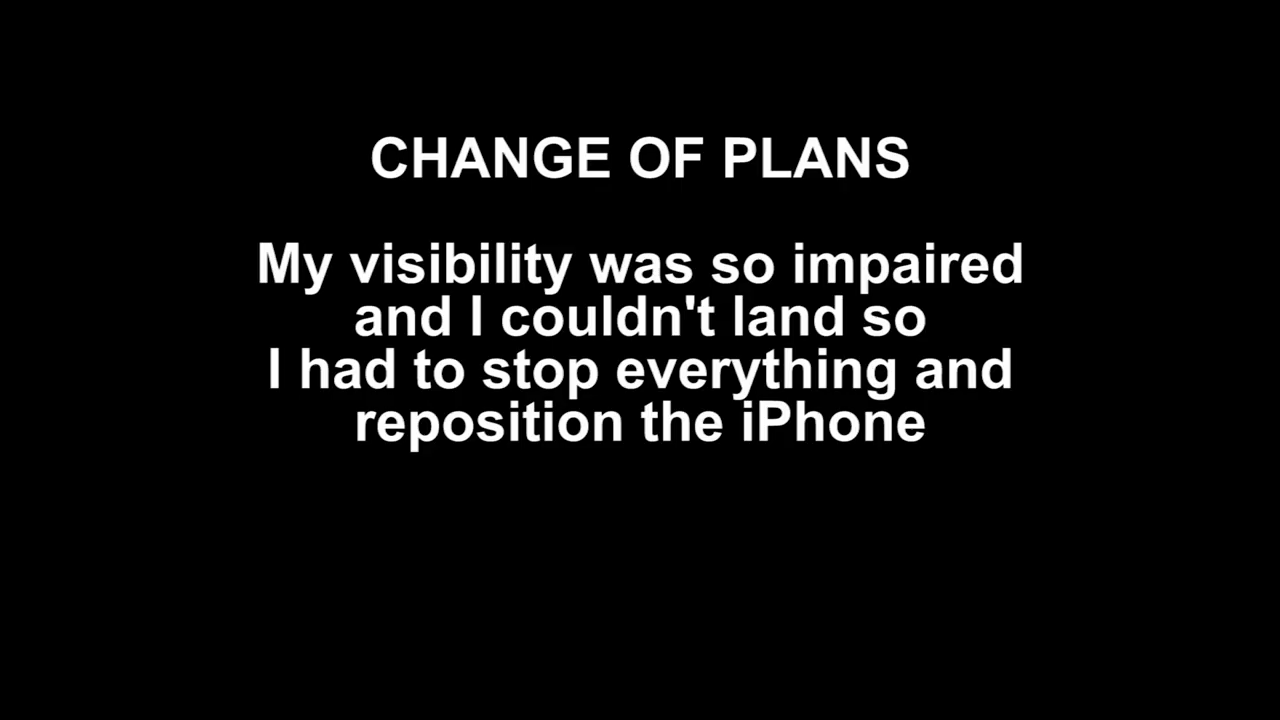 CHANGE OF PLANS
My visibility was so impaired
and I couldn't land so
I had to stop everything and
reposition the iPhone